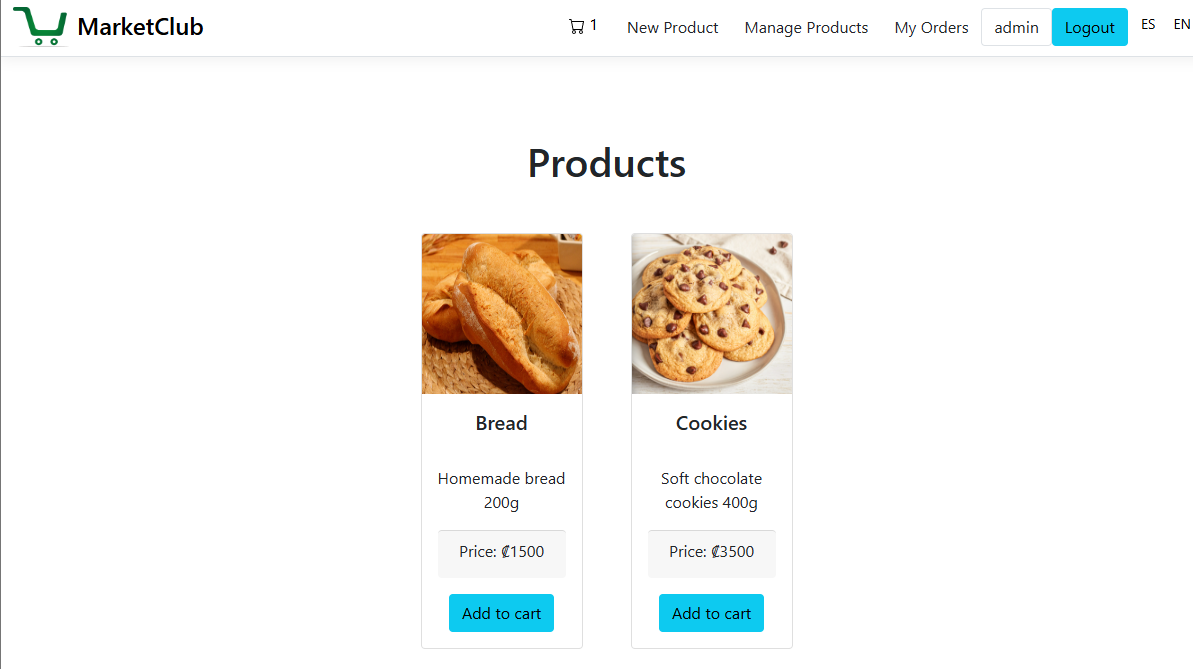 MarketClub
1
New Product
Manage Products
My Orders
admin
Logout
ES
EN
Products
Bread
Homemade bread
200g
Price: ₡1500
Add to cart
Cookies
Soft chocolate
cookies 400g
Price: ₡3500
Add to cart